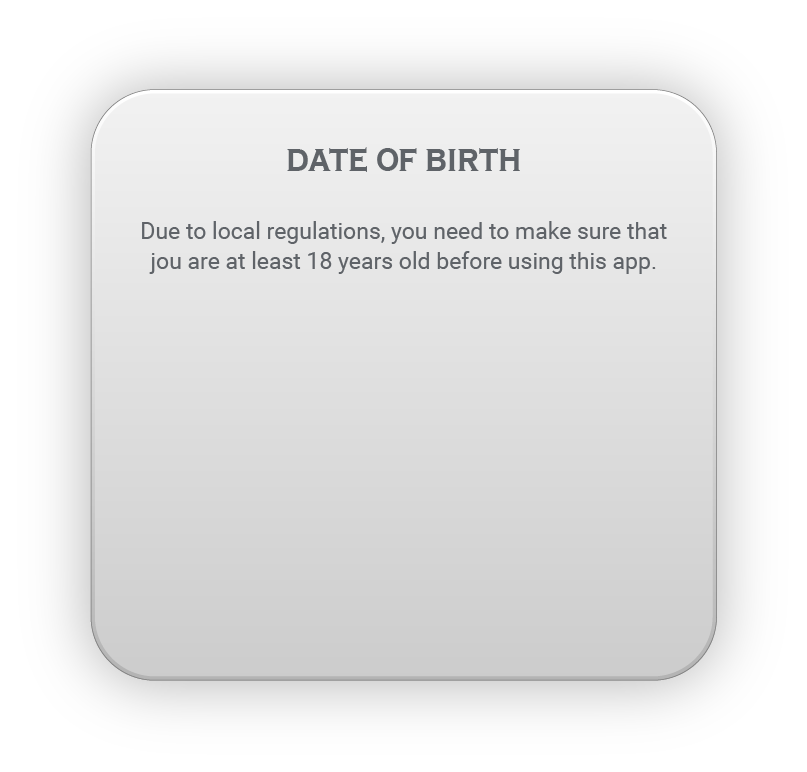 DATE OF BIRTH
Due to local regulations, you need to make sure that
jou are at least 18 years old before using this app.